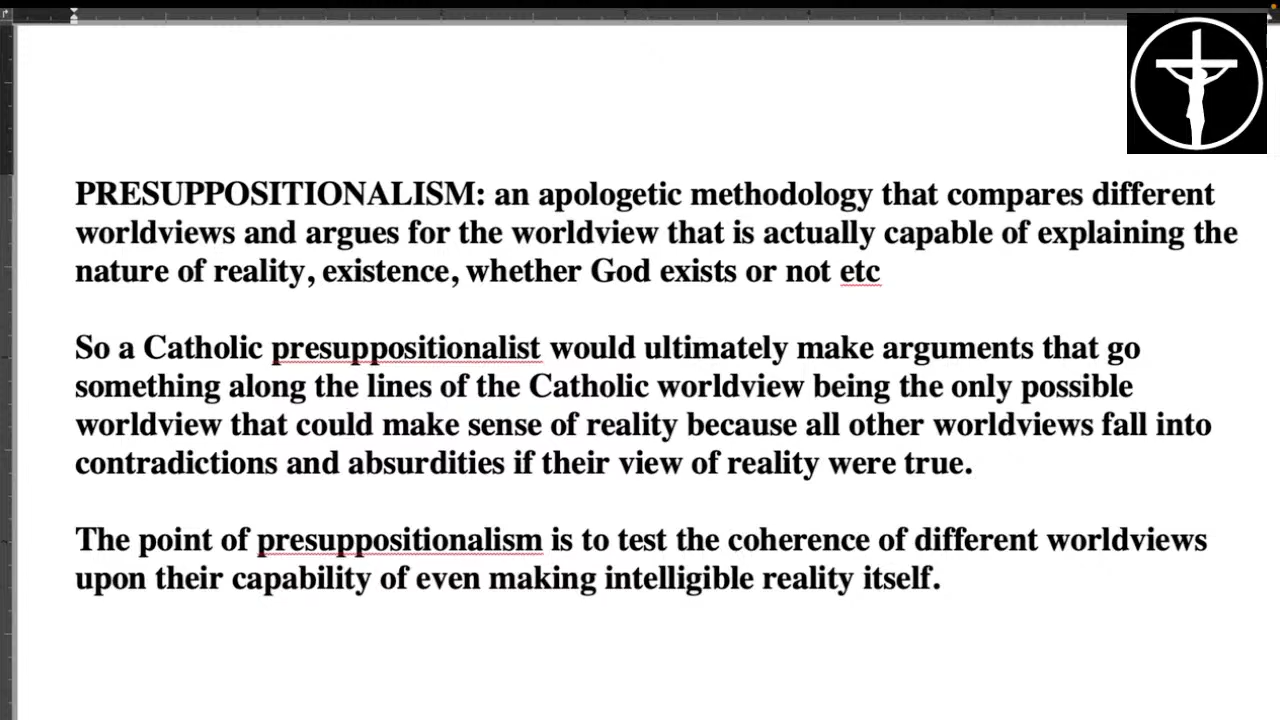 PRESUPPOSITIONALISM: an apologetic methodology that compares different
worldviews and argues for the worldview that is actually capable of explaining the
nature of reality, existence, whether God exists or not etc
So a Catholic presuppositionalist would ultimately make arguments that go
something along the lines of the Catholic worldview being the only possible
worldview that could make sense of reality because all other worldviews fall into
contradictions and absurdities if their view of reality were true.
The point of presuppositionalism is to test the coherence of different worldviews
upon their capability of even making intelligible reality itself.